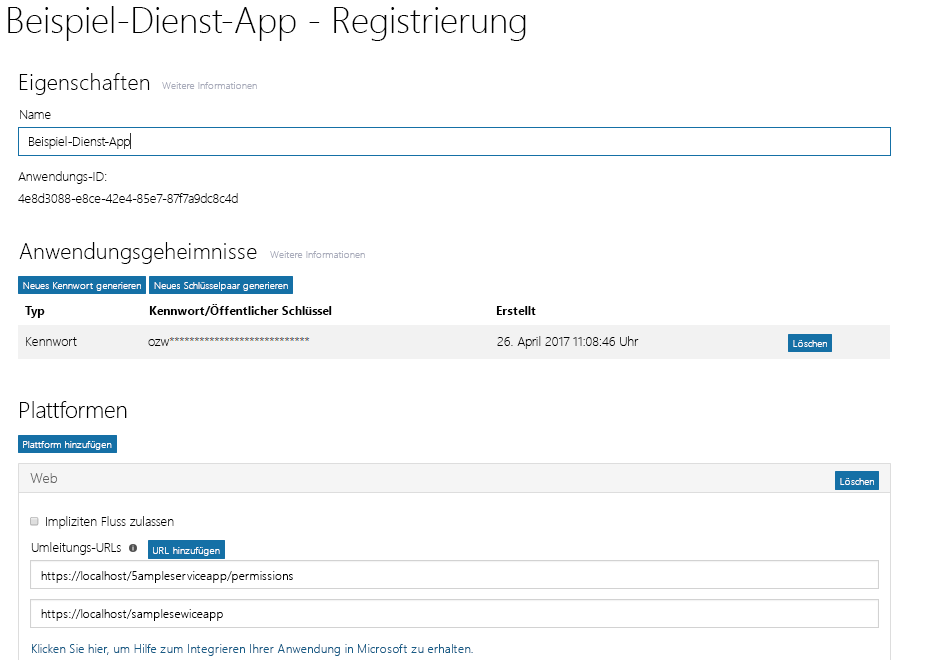 Beispiel-Dienst-App - Registrierung
Eigenschaften Weitere Informationen
Name
Beispiel-Dienst-App
Anwendungs-ID:
4e8d3088-e8ce-42e4-85e7-87f7a9dc8c4d
Anwendungsgeheimnisse Weitere Informationen
Neues Kennwort generieren Neues Schlüsselpaar generieren
Typ Kennwort/Öffentlicher Schlüssel Erstellt
Kennwort ozw**************************** 26. April 2017 11:08:46 Uhr Löschen
Plattformen
Plattform hinzufügen
Web Löschen
Impliziten Fluss zulassen
Umleitungs-URLs URL hinzufügen
https://localhost/5ampleserviceapp/permissions
https://localhost/samplesewiceapp
Klicken Sie hier, um Hilfe zum Integrieren Ihrer Anwendung in Microsoft zu erhalten.